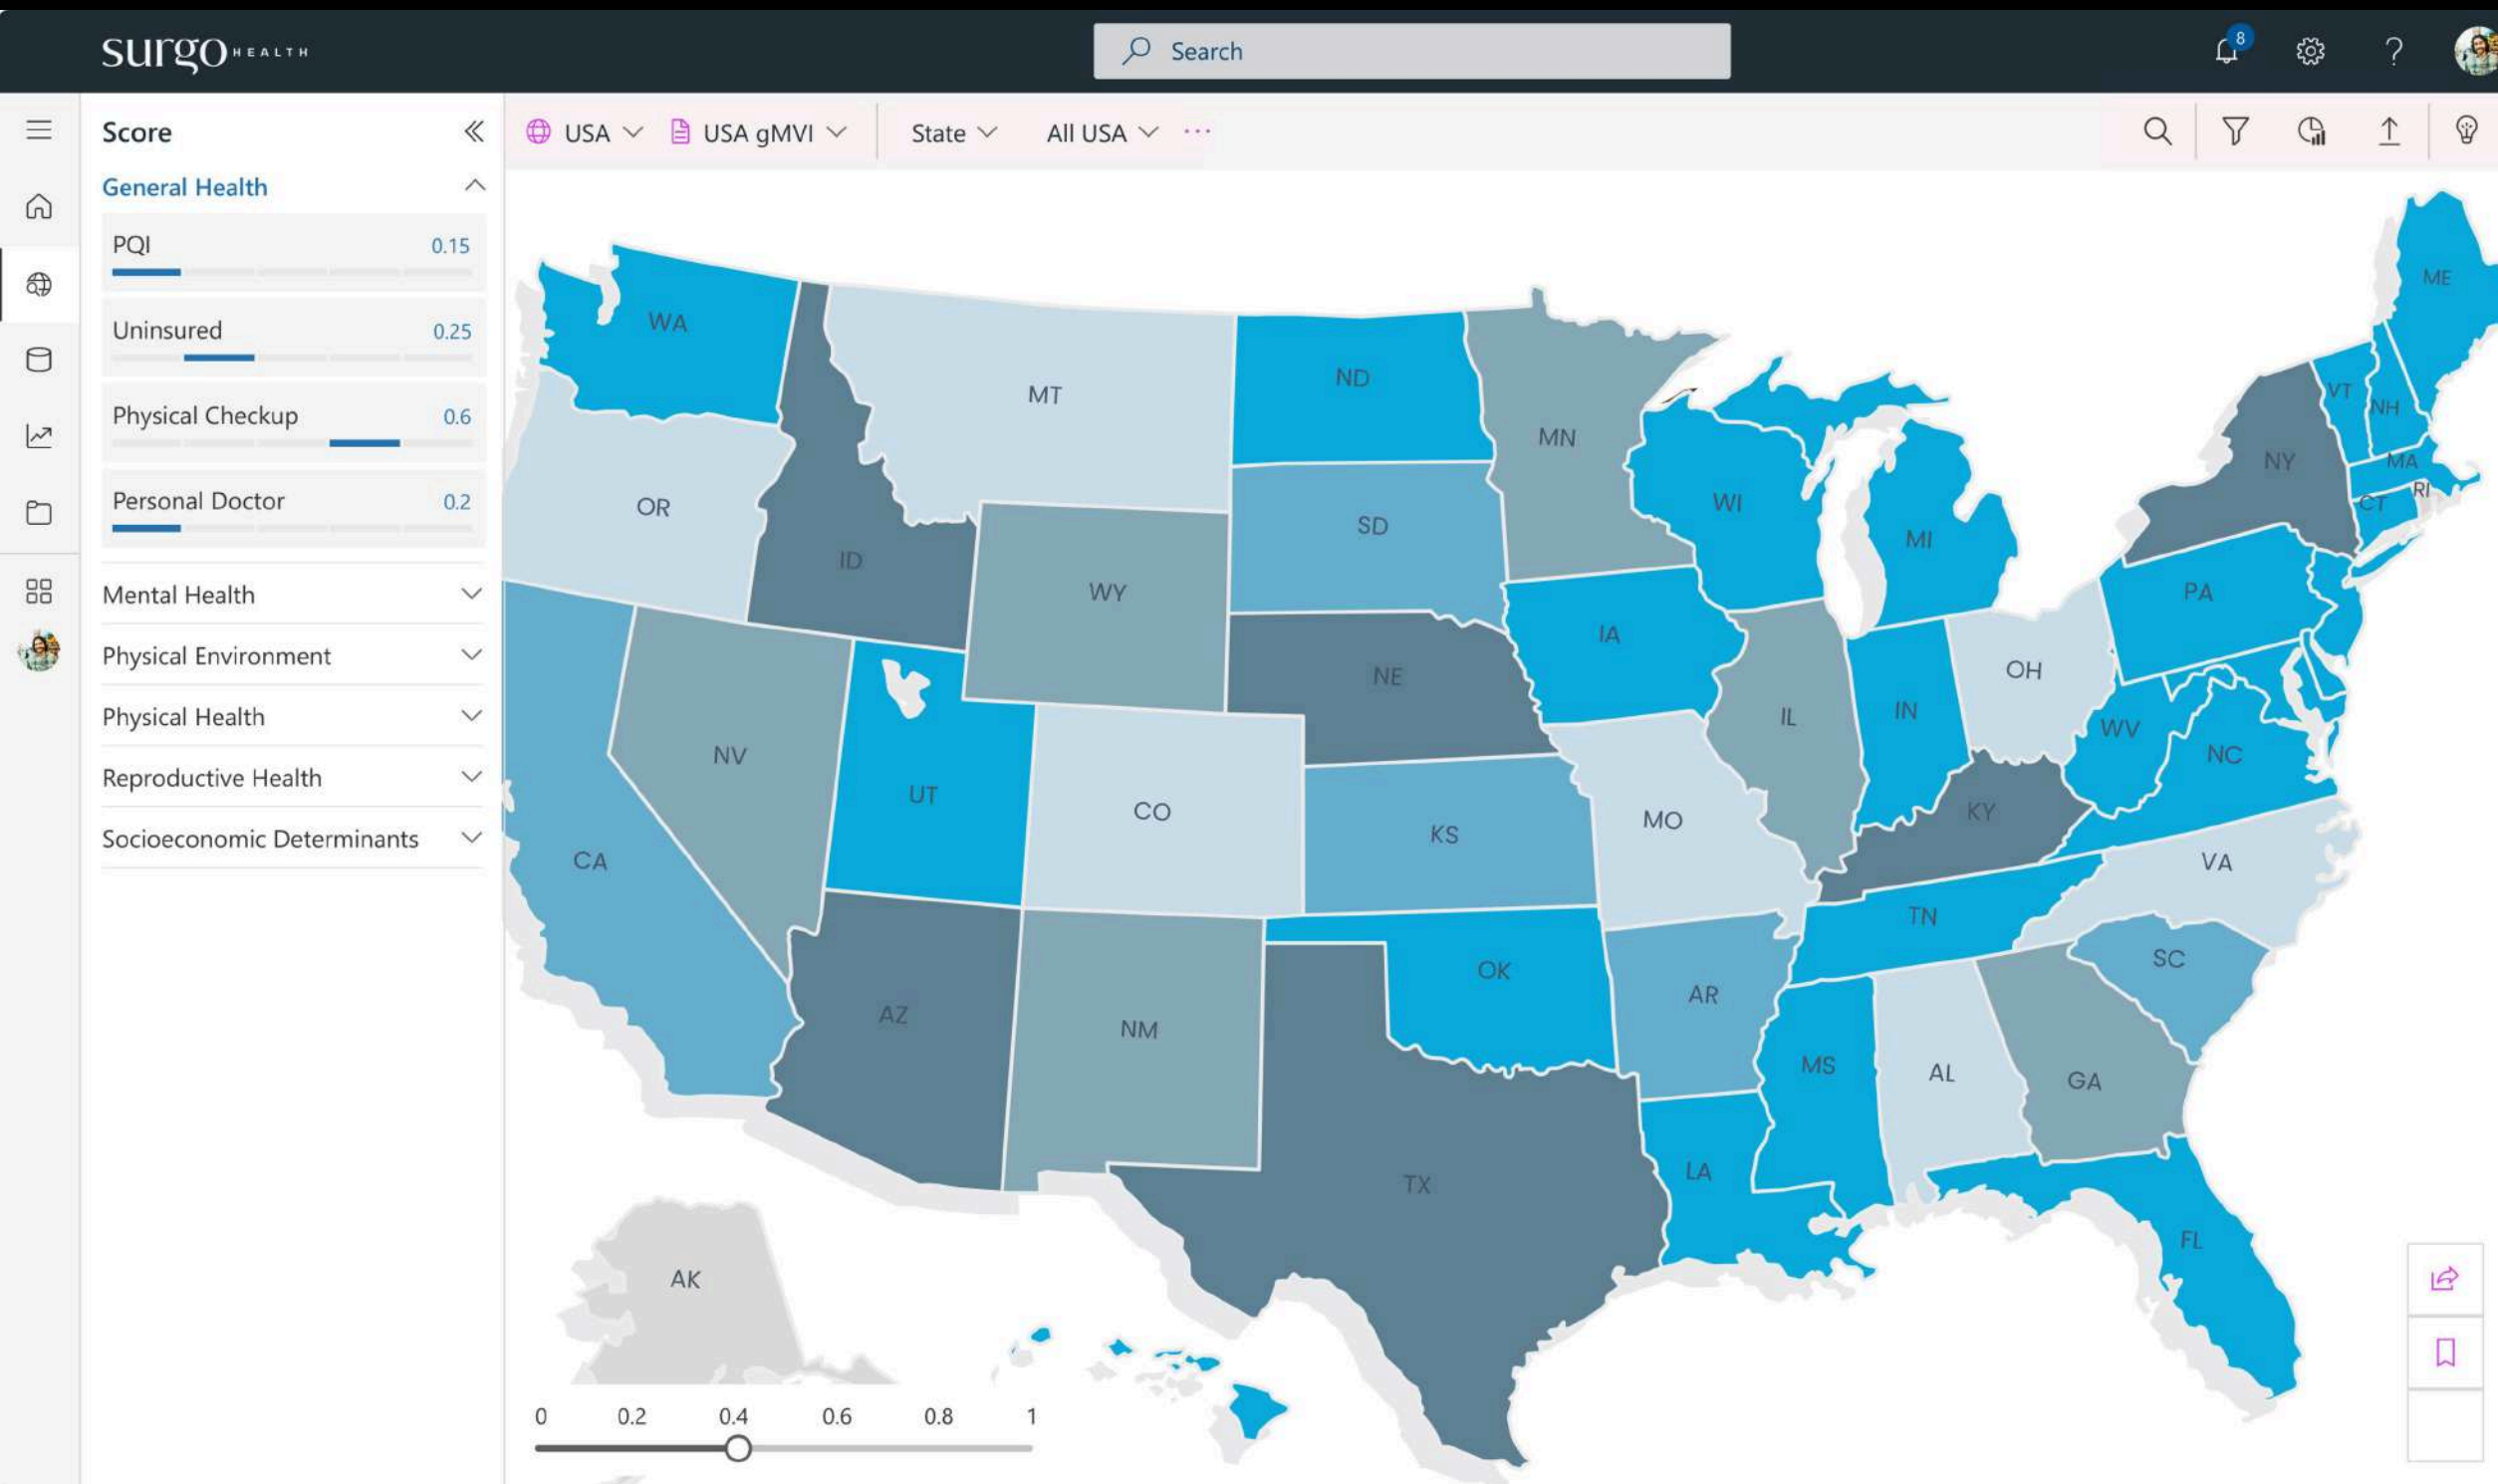 surgo HEALTH
Search
8
?
Score
USA
USA gMVI
State
All USA
General Health
PQI
0.15
Uninsured
0.25
Physical Checkup
0.6
Personal Doctor
0.2
Mental Health
Physical Environment
Physical Health
Reproductive Health
Socioeconomic Determinants
ME
WA
ND
MT
VT
NH
MN
NY
MA
RI
OR
WI
CT
SD
MI
ID
WY
PA
IA
NE
OH
IN
IL
WV
NV
NC
UT
CO
MO
KY
KS
CA
VA
TN
SC
OK
AR
AZ
NM
MS
AL
GA
LA
TX
FL
AK
0 0.2 0.4 0.6 0.8 1